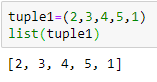 tuple1=(2,3,4,5,1)
list(tuple1)
[2, 3, 4, 5, 1]